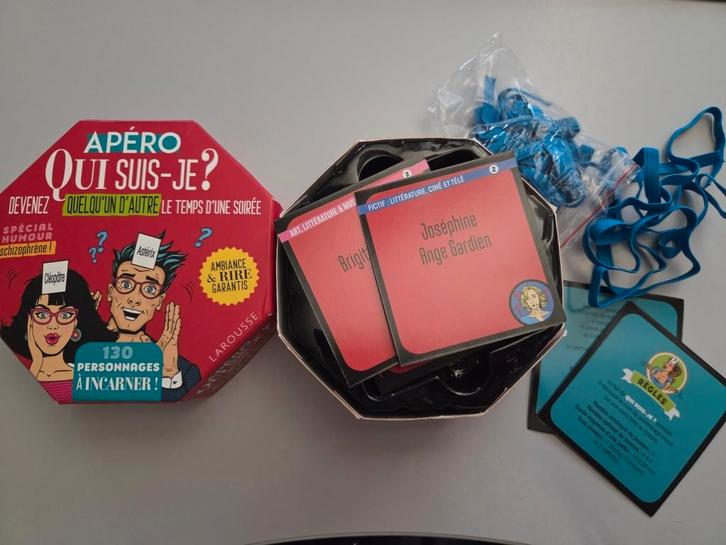 APÉRO
QUI SUIS-JE?
DEVENEZ QUELQU'UN D'AUTRE LE TEMPS D'UNE SOIRÉE
SPÉCIAL
HUMOUR
schizophrène !
Cléopâtre
Astérix
?
?
?
AMBIANCE
& RIRE
GARANTIS
130
PERSONNAGES
À INCARNER !
LAROUSSE
ART, LITTÉRATURE & MUS
2
Brigit
FICTIF : LITTÉRATURE, CINÉ ET TÉLÉ
2
Joséphine
Ange Gardien
RÈGLES
QUI SUIS-JE ?